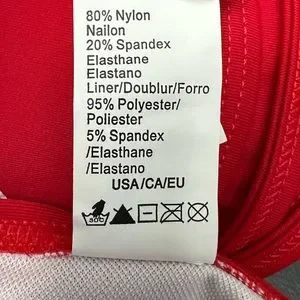 80% Nylon
Nailon
20% Spandex
Elasthane
Elastano
Liner/Doublur/Forro
95% Polyester/
Poliester
5% Spandex
/Elasthane
/Elastano
USA/CA/EU